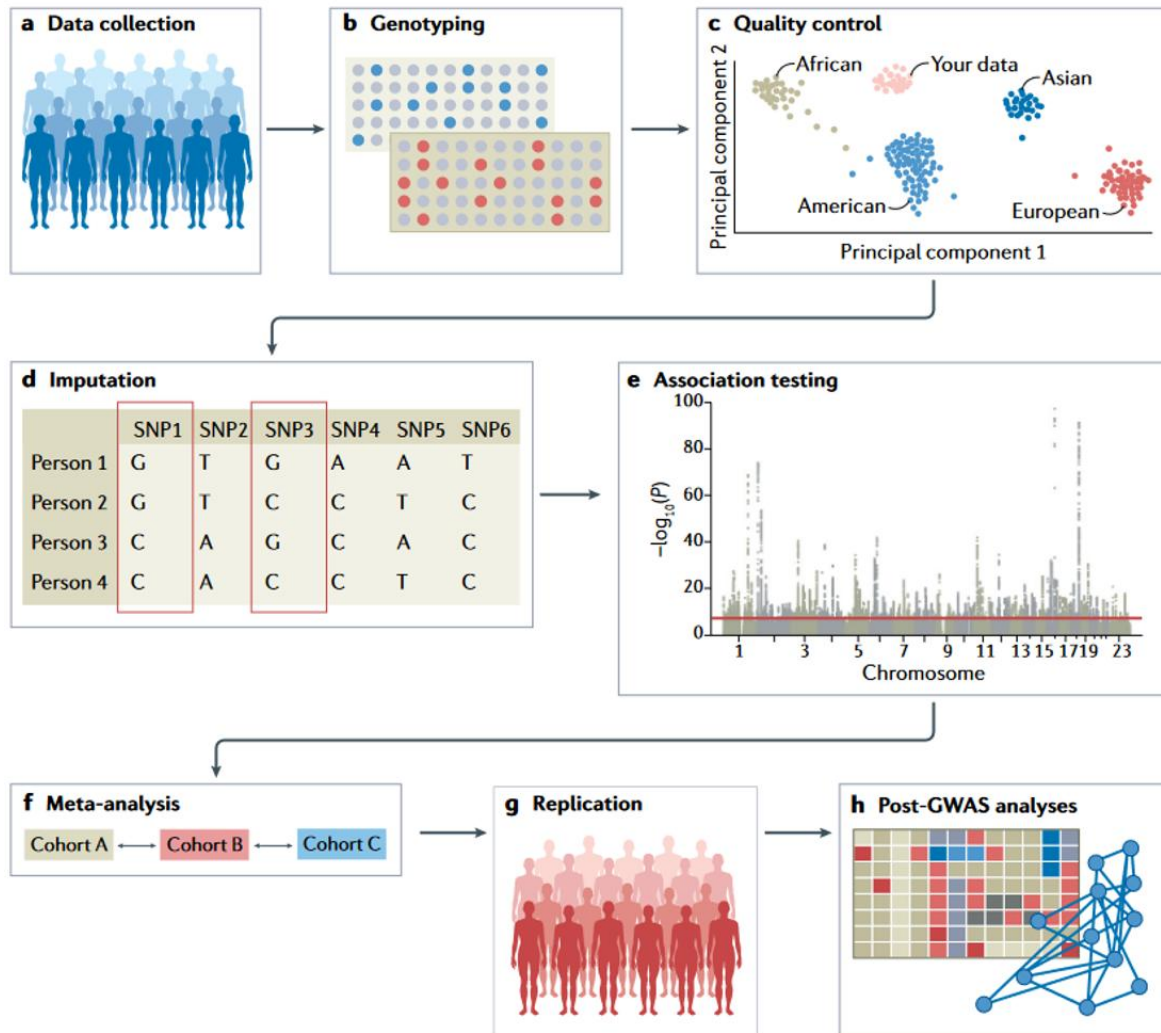 a Data collection
b Genotyping
c Quality control
Principal component 2
African
Your data
Asian
American
European
Principal component 1
d Imputation
SNP1 SNP2 SNP3 SNP4 SNP5 SNP6
Person 1 G T G A A T
Person 2 G T C C T C
Person 3 C A G C A C
Person 4 C A C C T C
e Association testing
–log10(P)
100
80
60
40
20
0
1 3 5 7 9 11 13 15 17 19 23
Chromosome
f Meta-analysis
Cohort A Cohort B Cohort C
g Replication
h Post-GWAS analyses